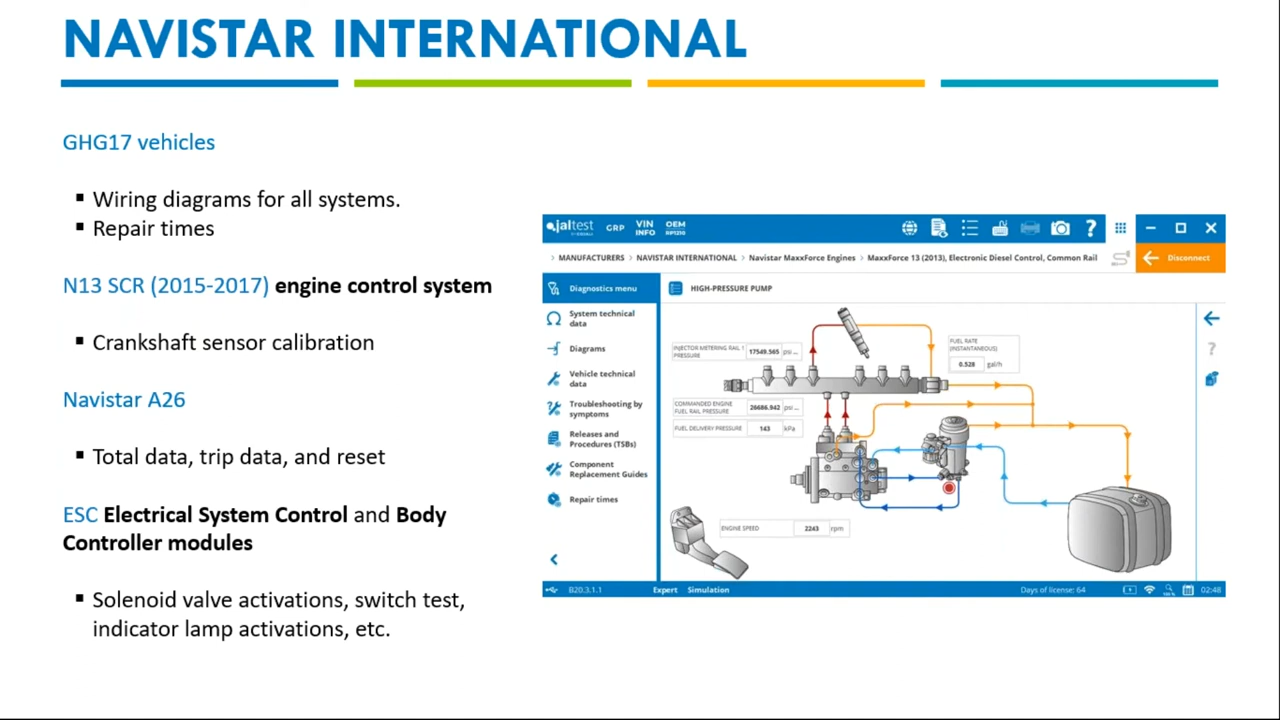 NAVISTAR INTERNATIONAL
GHG17 vehicles
▪ Wiring diagrams for all systems.
▪ Repair times
N13 SCR (2015-2017) engine control system
▪ Crankshaft sensor calibration
Navistar A26
▪ Total data, trip data, and reset
ESC Electrical System Control and Body
Controller modules
▪ Solenoid valve activations, switch test,
indicator lamp activations, etc.
jaltest GRP VIN INFO OEM
> MANUFACTURERS > NAVISTAR INTERNATIONAL > Navistar MaxxForce Engines > MaxxForce 13 (2013), Electronic Diesel Control, Common Rail
Disconnect
Diagnostics menu
System technical
data
Diagrams
Vehicle technical
data
Troubleshooting by
symptoms
Releases and
Procedures (TSBs)
Component
Replacement Guides
Repair times
HIGH-PRESSURE PUMP
INJECTOR METERING RAIL 1
PRESSURE
17549.565 psi ...
FUEL RATE
(INSTANTANEOUS)
0.528 gal/h
COMMANDED ENGINE
FUEL RAIL PRESSURE
26686.942 psi ...
FUEL DELIVERY PRESSURE 143 kPa
ENGINE SPEED 2243 rpm
B20.3.1.1 Expert Simulation Days of license: 64 02:48